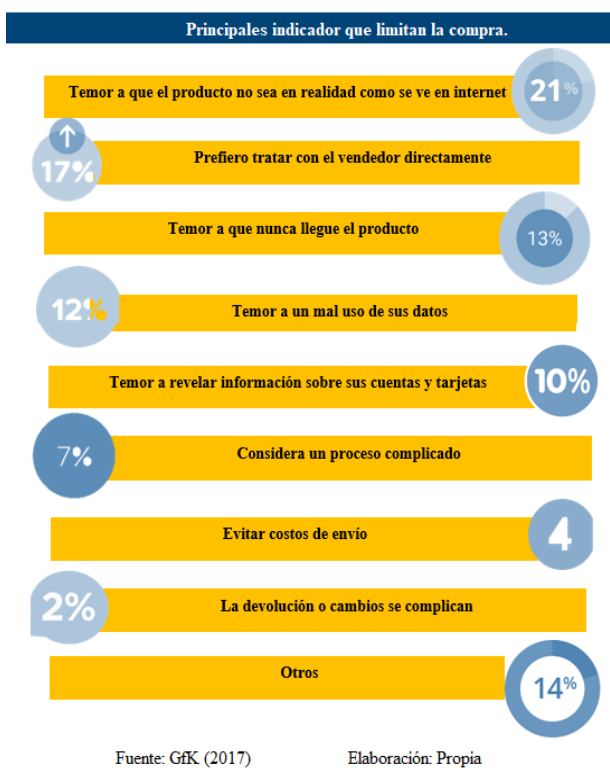 Principales indicador que limitan la compra.
Temor a que el producto no sea en realidad como se ve en internet 21%
17% Prefiero tratar con el vendedor directamente
Temor a que nunca llegue el producto 13%
12% Temor a un mal uso de sus datos
Temor a revelar información sobre sus cuentas y tarjetas 10%
7% Considera un proceso complicado
Evitar costos de envío 4
2% La devolución o cambios se complican
Otros 14%
Fuente: GfK (2017) Elaboración: Propia